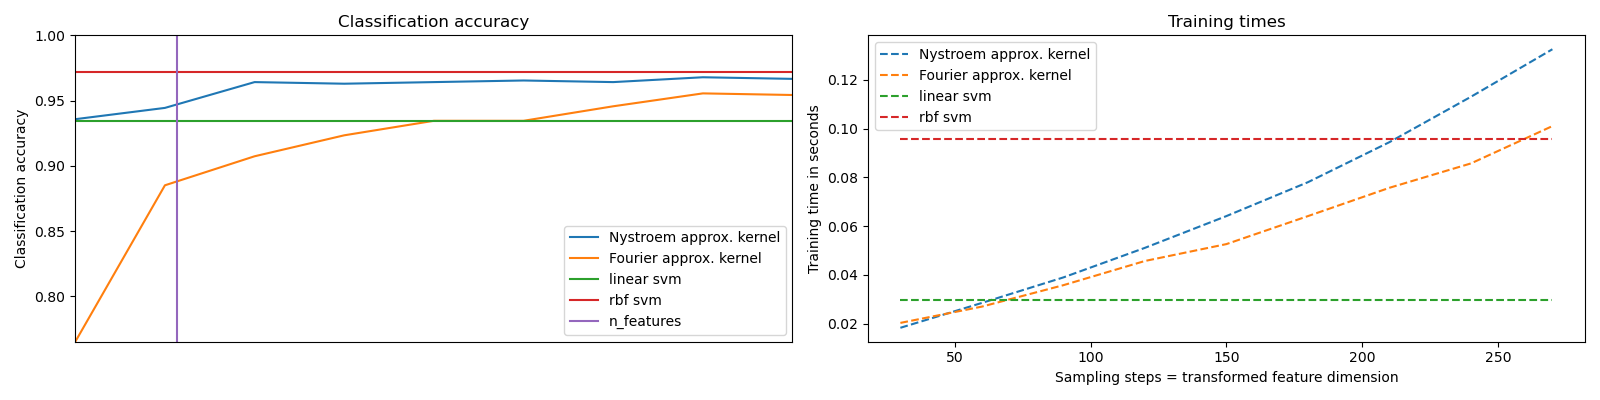 Classification accuracy
1.00
0.95
0.90
0.85
0.80
Classification accuracy
Nystroem approx. kernel
Fourier approx. kernel
linear svm
rbf svm
n_features
Training times
0.12
0.10
0.08
0.06
0.04
0.02
Training time in seconds
Nystroem approx. kernel
Fourier approx. kernel
linear svm
rbf svm
50
100
150
200
250
Sampling steps = transformed feature dimension